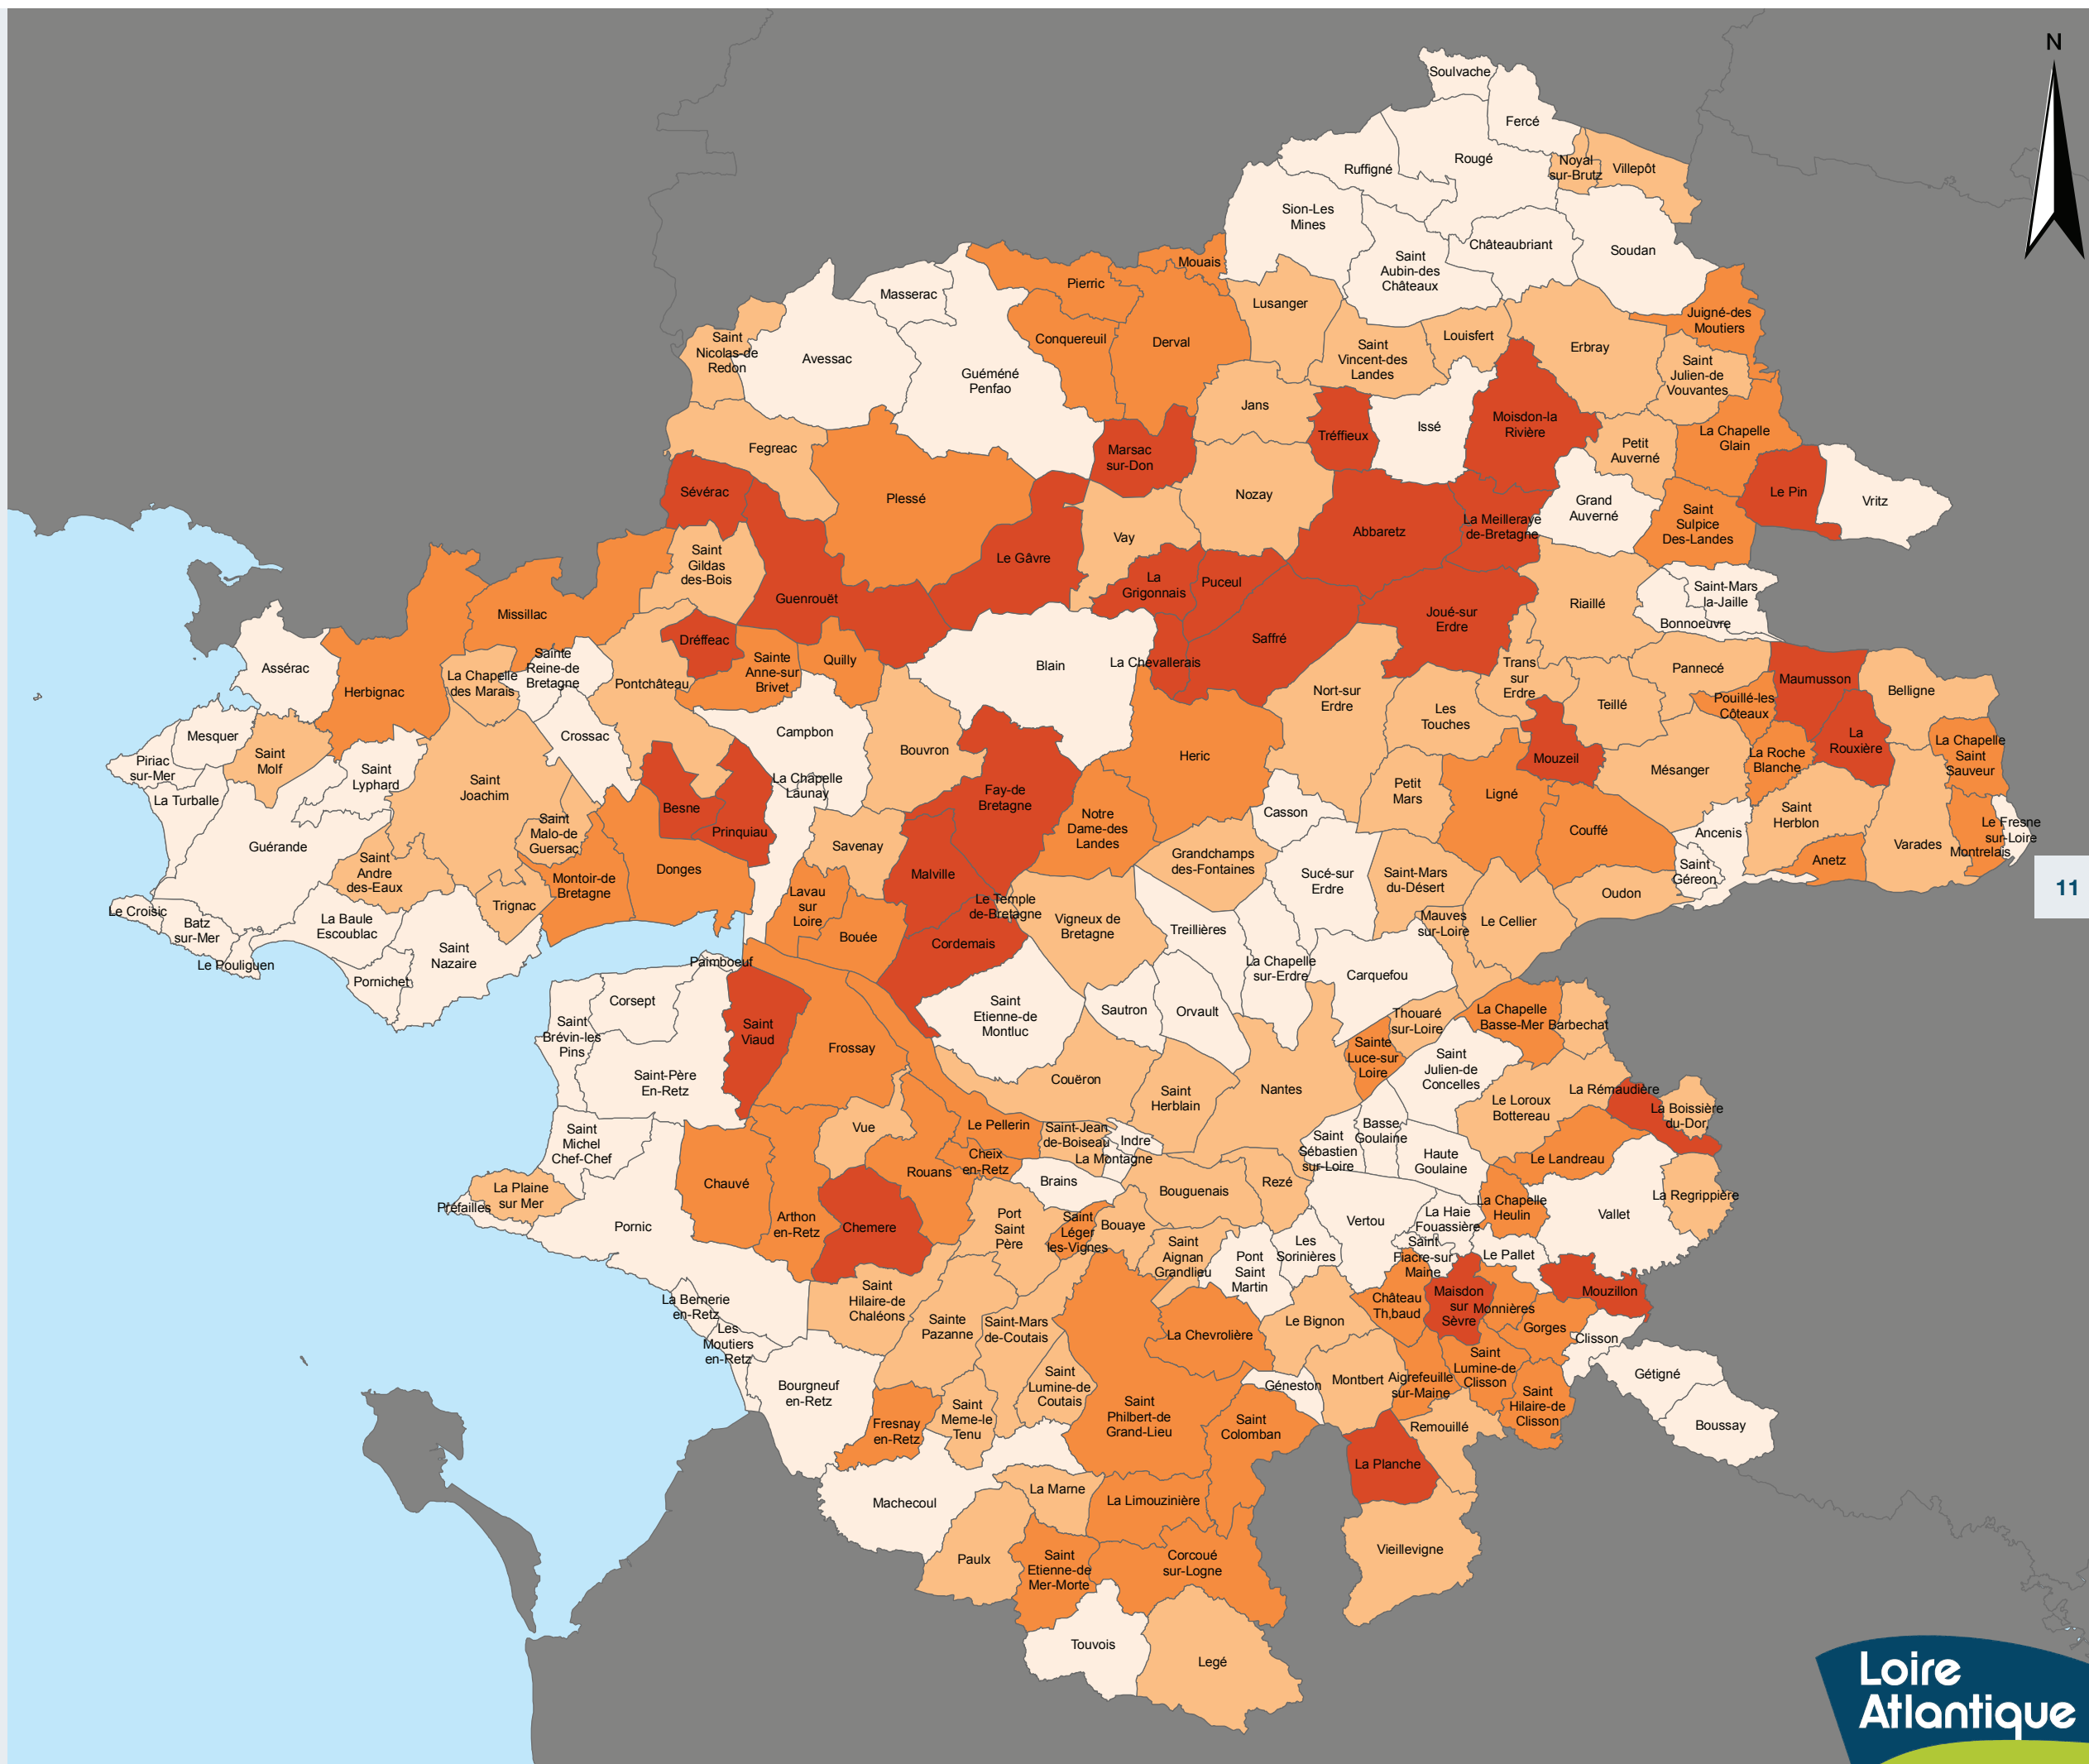 N
Soulvache
Fercé
Rougé
Ruffigné
Noyal
sur-Brutz
Villepôt
Sion-Les
Mines
Châteaubriant
Soudan
Saint
Aubin-des
Châteaux
Mouais
Pierric
Masserac
Lusanger
Juigné-des
Moutiers
Conquereuil
Derval
Louisfert
Erbray
Saint
Nicolas-de
Redon
Avessac
Saint
Vincent-des
Landes
Saint
Julien-de
Vouvantes
Guéméné
Penfao
Jans
Moisdon-la
Rivière
Issé
Tréffieux
La Chapelle
Glain
Petit
Auverné
Fegreac
Marsac
sur-Don
Sévérac
Plessé
Nozay
Le Pin
Vritz
Grand
Auverné
Saint
Sulpice
Des-Landes
La Meilleraye
de-Bretagne
Abbaretz
Vay
Le Gâvre
Saint
Gildas
des-Bois
La
Grigonnais
Puceul
Saint-Mars
la-Jaille
Guenrouët
Missillac
Riaillé
Joué-sur
Erdre
Bonnoeuvre
Saffré
Dréffeac
Assérac
Sainte
Reine-de
Bretagne
Sainte
Anne-sur
Brivet
Quilly
Blain
La Chevallerais
Pannecé
Trans
sur
Erdre
Maumusson
Herbignac
La Chapelle
des Marais
Pontchâteau
Nort-sur
Erdre
Belligne
Pouillé-les
Côteaux
Teillé
Les
Touches
Mesquer
Crossac
Campbon
Bouvron
Heric
La
Rouxière
La Chapelle
Saint
Sauveur
Piriac
sur-Mer
Saint
Molf
Saint
Lyphard
Mouzeil
Mésanger
La Roche
Blanche
La Turballe
Saint
Joachim
La Chapelle
Launay
Fay-de
Bretagne
Petit
Mars
Ligné
Besne
Saint
Herblon
Casson
Notre
Dame-des
Landes
Couffé
Ancenis
Le Fresne
sur-Loire
Prinquiau
Saint
Malo-de
Guersac
Guérande
Savenay
Varades
Montrelais
Saint
Andre
des-Eaux
Grandchamps
des-Fontaines
Anetz
11
Montoir-de
Bretagne
Donges
Malville
Sucé-sur
Erdre
Saint-Mars
du-Désert
Saint
Géreon
Oudon
Le Croisic
Trignac
Lavau
sur
Loire
Le Temple
de-Bretagne
Vigneux de
Bretagne
Mauves
sur-Loire
Le Cellier
Batz
sur-Mer
La Baule
Escoublac
Bouée
Cordemais
Treillières
Saint
Nazaire
Le Pouliguen
Paimboeuf
La Chapelle
sur-Erdre
Carquefou
Pornichet
Corsept
Saint
Etienne-de
Montluc
Sautron
Orvault
Thouaré
sur-Loire
La Chapelle
Basse-Mer
Barbechat
Saint
Brévin-les
Pins
Saint
Viaud
Frossay
Sainte
Luce-sur
Loire
Saint
Julien-de
Concelles
Saint-Père
En-Retz
Couëron
Saint
Herblain
Nantes
La Rémaudière
Le Loroux
Bottereau
La Boissière
du-Dor
Vue
Le Pellerin
Saint-Jean
de-Boiseau
Indre
Basse
Goulaine
Saint
Michel
Chef-Chef
La Montagne
Saint
Sébastien
sur-Loire
Haute
Goulaine
Le Landreau
Rouans
Cheix
en-Retz
Brains
Bouguenais
Rezé
Chauvé
La Plaine
sur Mer
La Regrippière
Préfailles
La Chapelle
Heulin
Vallet
Pornic
Arthon
en-Retz
Chemere
Port
Saint
Père
Saint
Léger
les-Vignes
Bouaye
Vertou
La Haie
Fouassière
Saint
Aignan
Grandlieu
Les
Sorinières
Pont
Saint
Martin
Saint
Fiacre-sur
Maine
Le Pallet
La Bernerie
en-Retz
Saint
Hilaire-de
Chaléons
Château
Th,baud
Maisdon
sur
Sèvre
Monnières
Mouzillon
Les
Moutiers
en-Retz
Sainte
Pazanne
Saint-Mars
de-Coutais
La Chevrolière
Le Bignon
Gorges
Clisson
Bourgneuf
en-Retz
Saint
Lumine-de
Coutais
Géneston
Montbert
Aigrefeuille
sur-Maine
Saint
Lumine-de
Clisson
Gétigné
Fresnay
en-Retz
Saint
Meme-le
Tenu
Saint
Philbert-de
Grand-Lieu
Saint
Colomban
Remouillé
Saint
Hilaire-de
Clisson
Boussay
La Planche
Machecoul
La Marne
La Limouzinière
Paulx
Saint
Etienne-de
Mer-Morte
Corcoué
sur-Logne
Vieillevigne
Touvois
Legé
Loire
Atlantique